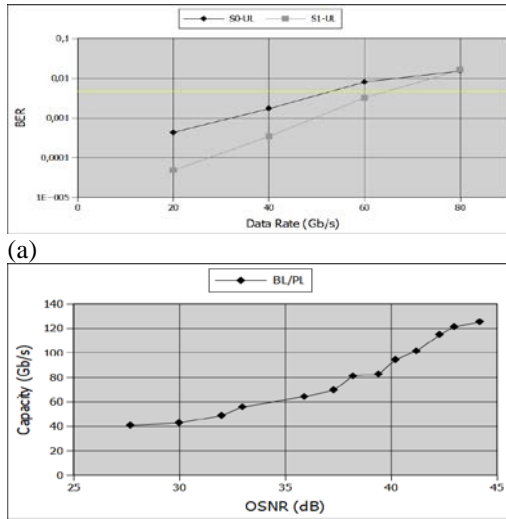 S0-UL S1-UL
0,1
0,01
0,001
0,0001
1E-005
BER
0 20 40 60 80
Data Rate (Gb/s)
(a)
BL/PL
140
120
100
80
60
40
20
0
Capacity (Gb/s)
25 30 35 40 45
OSNR (dB)